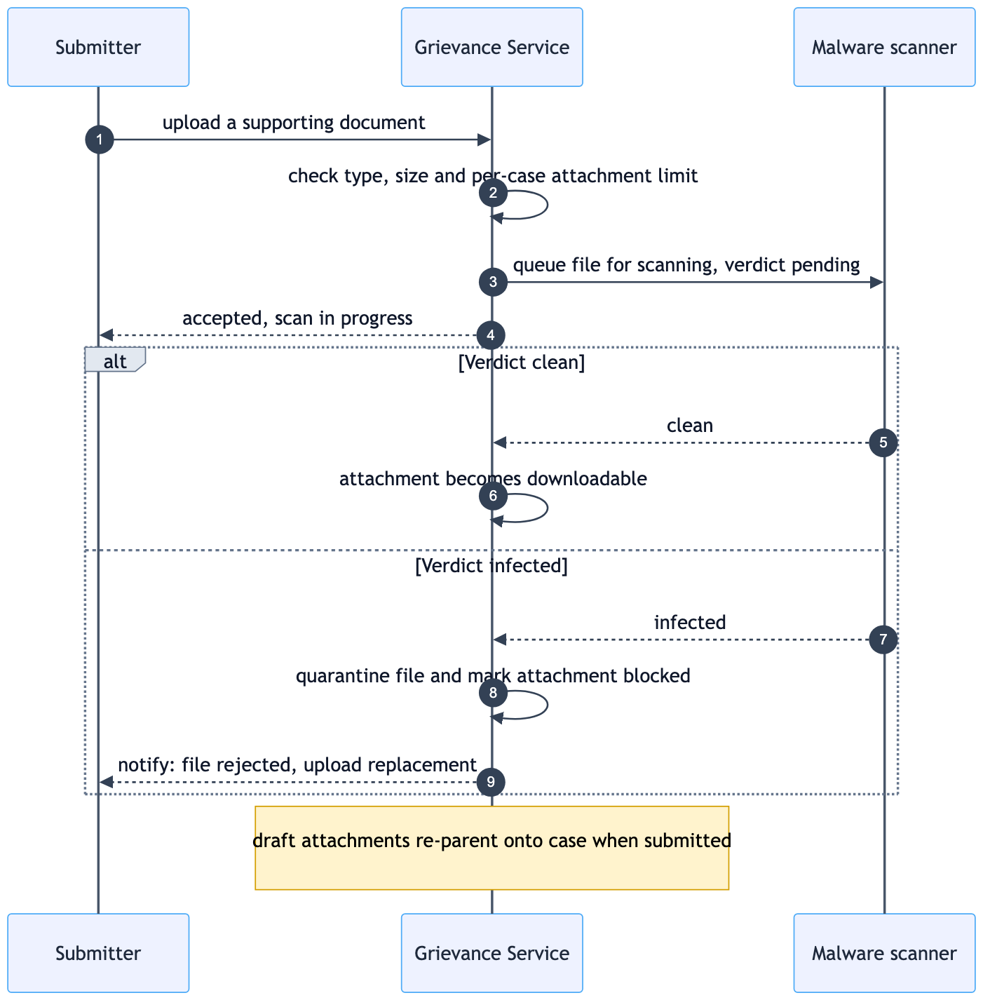 Submitter
Grievance Service
Malware scanner
upload a supporting document
1
check type, size and per-case attachment limit
2
queue file for scanning, verdict pending
3
accepted, scan in progress
4
alt
[Verdict clean]
clean
5
attachment becomes downloadable
6
[Verdict infected]
infected
7
quarantine file and mark attachment blocked
8
notify: file rejected, upload replacement
9
draft attachments re-parent onto case when submitted
Submitter
Grievance Service
Malware scanner